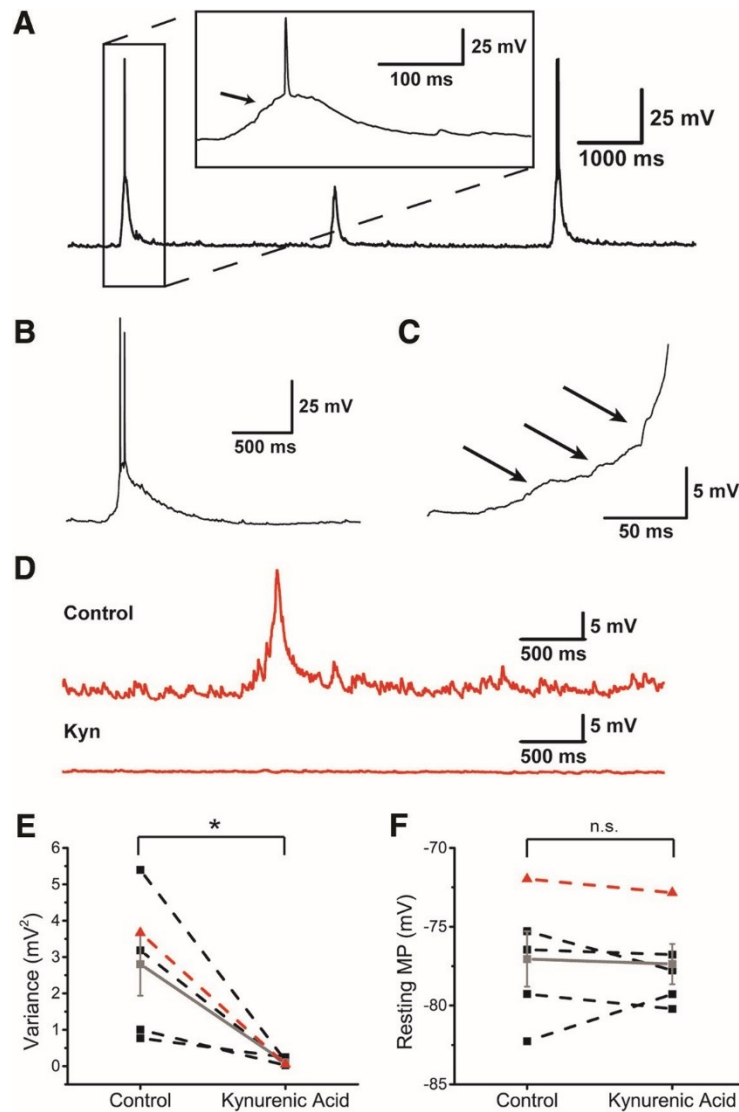 A
25 mV
100 ms
25 mV
1000 ms
B
25 mV
500 ms
C
5 mV
50 ms
D
Control
5 mV
500 ms
Kyn
5 mV
500 ms
E
*
6
5
4
3
2
1
0
Variance (mV²)
Control
Kynurenic Acid
F
n.s.
-70
-75
-80
-85
Resting MP (mV)
Control
Kynurenic Acid